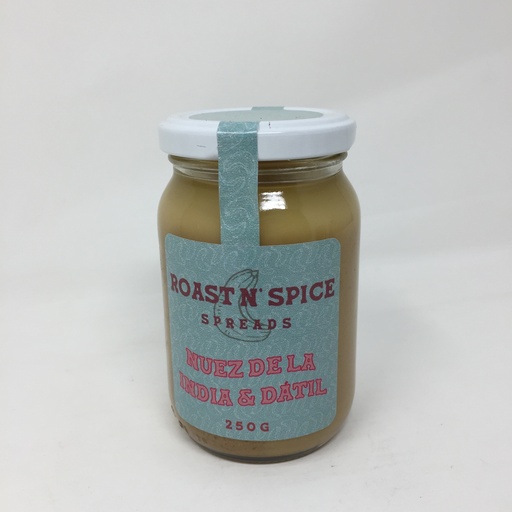 ROAST N' SPICE
SPREADS
NUEZ DE LA
INDIA & DÁTIL
250G